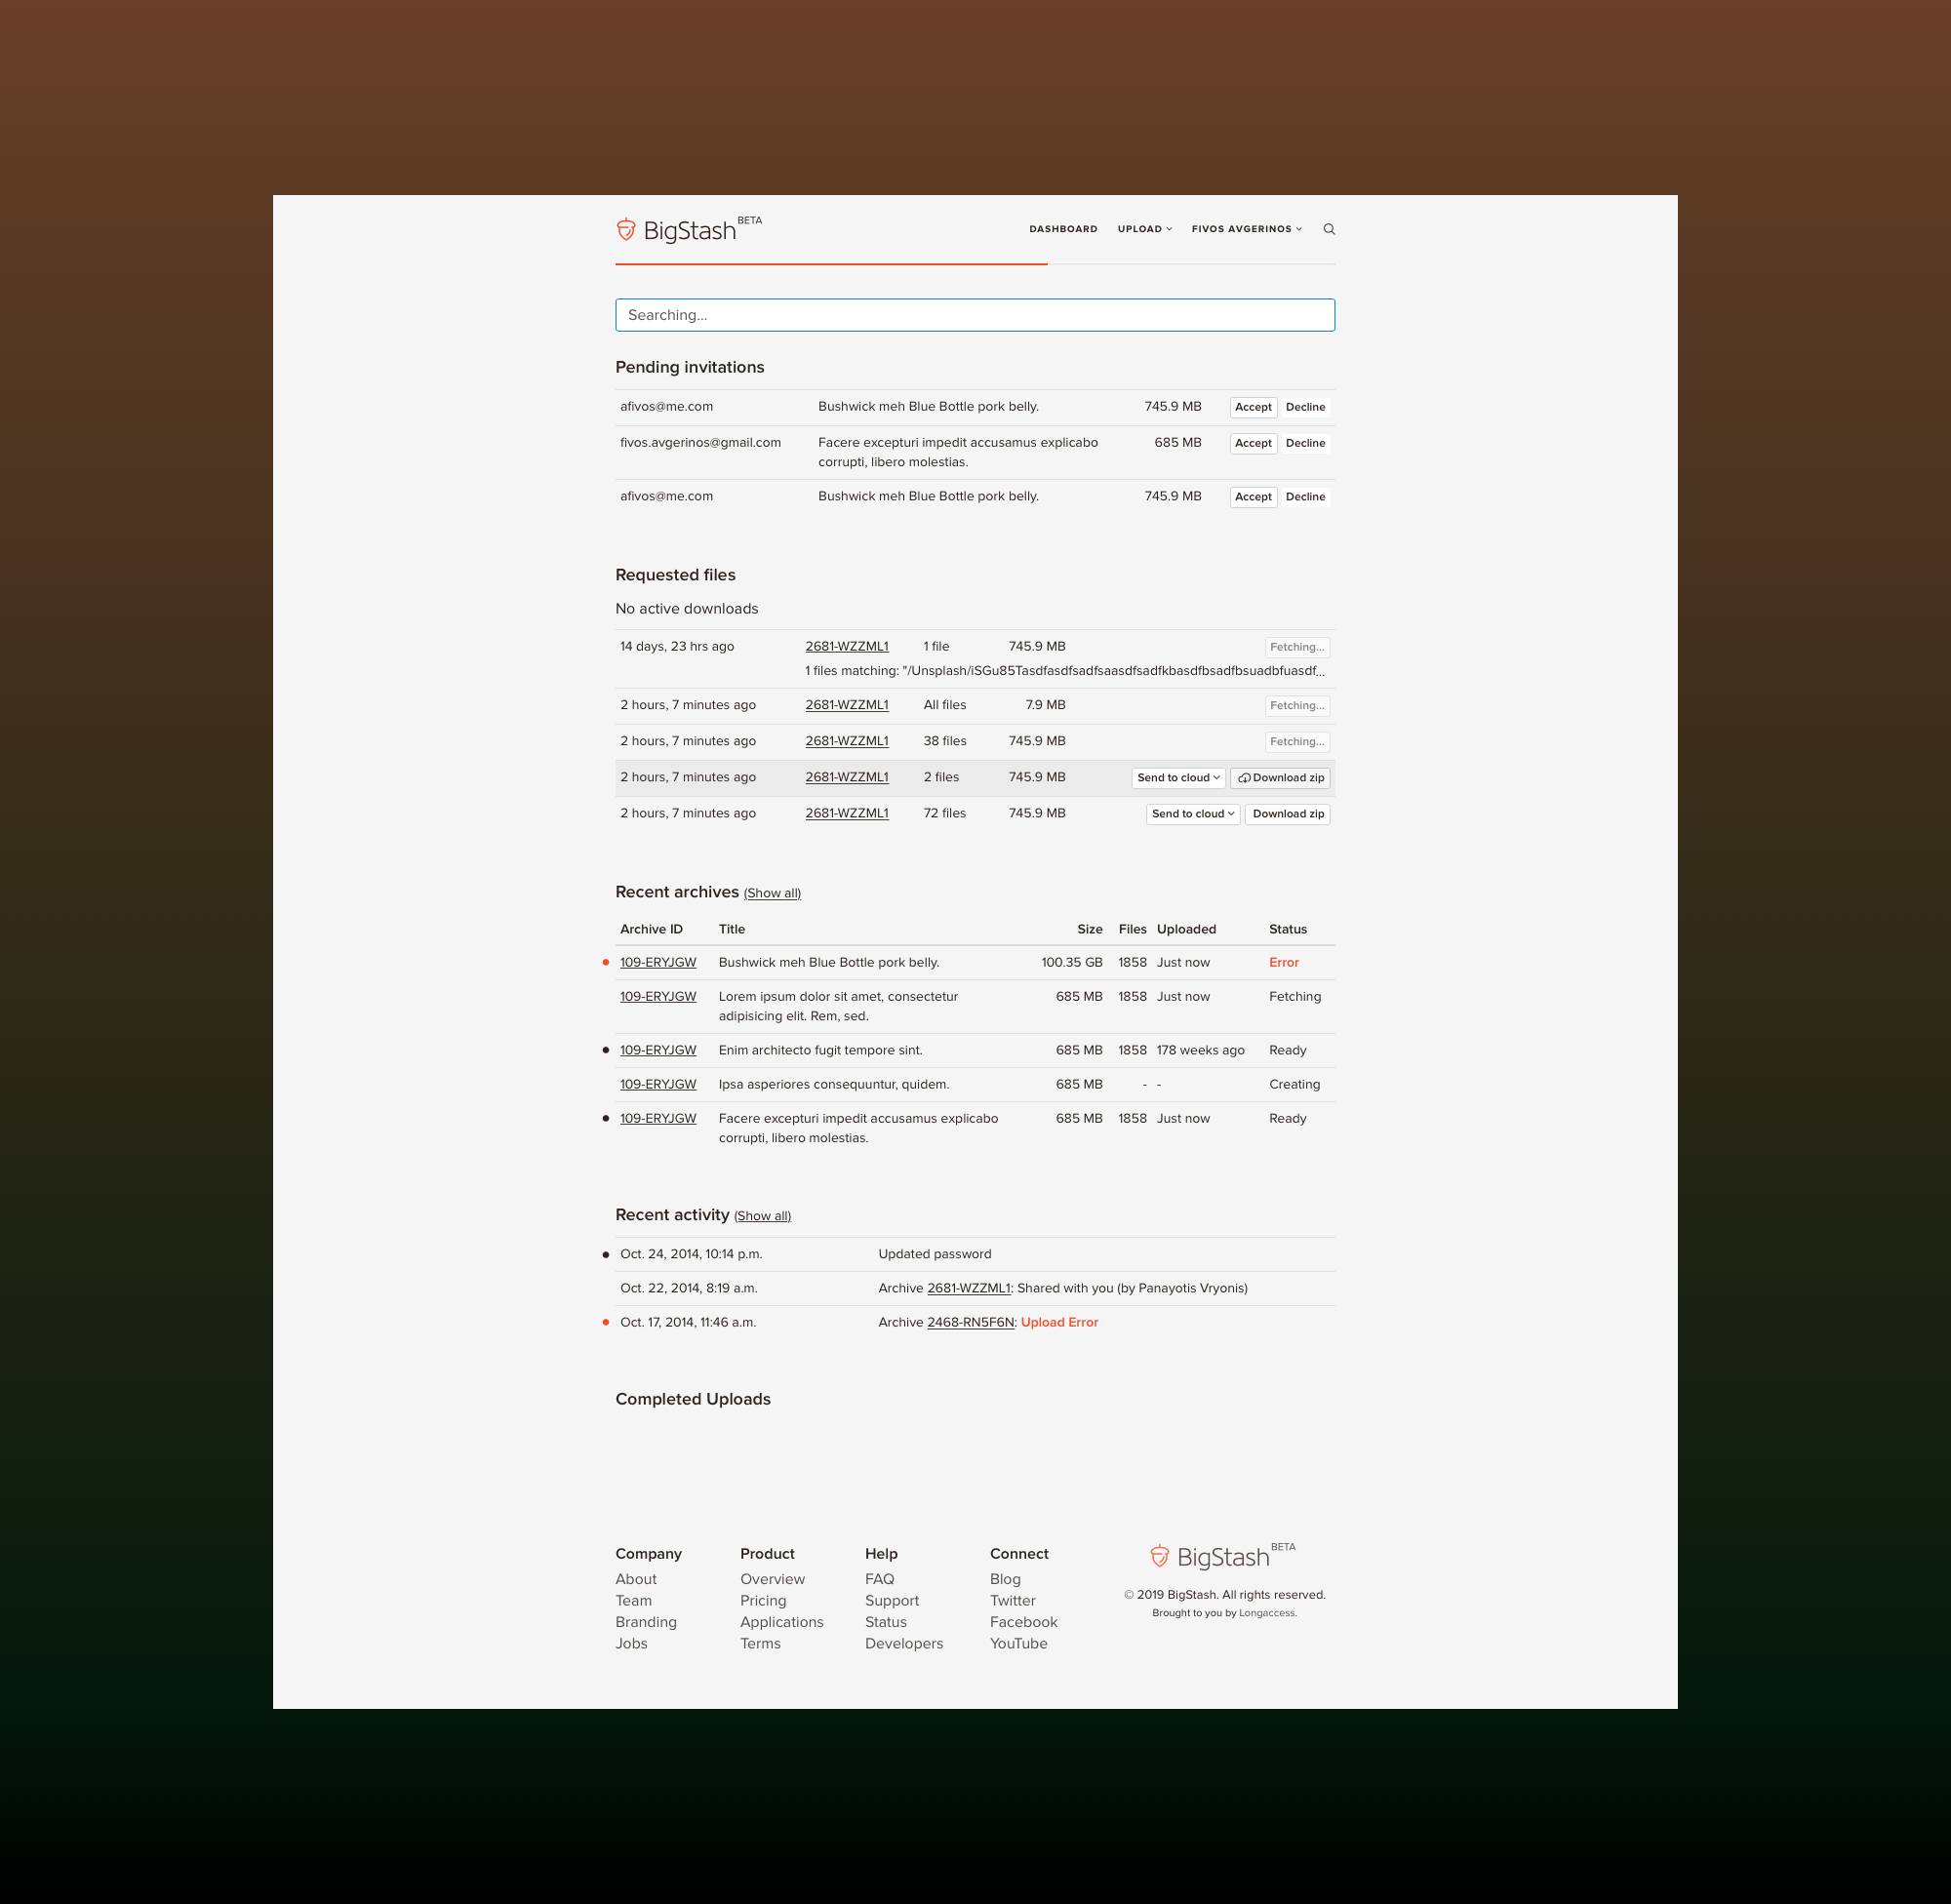 BigStash BETA
DASHBOARD UPLOAD FIVOS AVGERINOS
Searching...
Pending invitations
afivos@me.com Bushwick meh Blue Bottle pork belly. 745.9 MB Accept Decline
fivos.avgerinos@gmail.com Facere excepturi impedit accusamus explicabo 685 MB Accept Decline
corrupti, libero molestias.
afivos@me.com Bushwick meh Blue Bottle pork belly. 745.9 MB Accept Decline
Requested files
No active downloads
14 days, 23 hrs ago 2681-WZZML1 1 file 745.9 MB Fetching...
1 files matching: "/Unsplash/iSGu85Tasdfasdfsadfsaasdfsadfkbasdfbsadfbsuadbfuasdf...
2 hours, 7 minutes ago 2681-WZZML1 All files 7.9 MB Fetching...
2 hours, 7 minutes ago 2681-WZZML1 38 files 745.9 MB Fetching...
2 hours, 7 minutes ago 2681-WZZML1 2 files 745.9 MB Send to cloud Download zip
2 hours, 7 minutes ago 2681-WZZML1 72 files 745.9 MB Send to cloud Download zip
Recent archives (Show all)
Archive ID Title Size Files Uploaded Status
109-ERYJGW Bushwick meh Blue Bottle pork belly. 100.35 GB 1858 Just now Error
109-ERYJGW Lorem ipsum dolor sit amet, consectetur 685 MB 1858 Just now Fetching
adipisicing elit. Rem, sed.
109-ERYJGW Enim architecto fugit tempore sint. 685 MB 1858 178 weeks ago Ready
109-ERYJGW Ipsa asperiores consequuntur, quidem. 685 MB - - Creating
109-ERYJGW Facere excepturi impedit accusamus explicabo 685 MB 1858 Just now Ready
corrupti, libero molestias.
Recent activity (Show all)
Oct. 24, 2014, 10:14 p.m. Updated password
Oct. 22, 2014, 8:19 a.m. Archive 2681-WZZML1: Shared with you (by Panayotis Vryonis)
Oct. 17, 2014, 11:46 a.m. Archive 2468-RN5F6N: Upload Error
Completed Uploads
Company
About
Team
Branding
Jobs
Product
Overview
Pricing
Applications
Terms
Help
FAQ
Support
Status
Developers
Connect
Blog
Twitter
Facebook
YouTube
BigStash BETA
© 2019 BigStash. All rights reserved.
Brought to you by Longaccess.